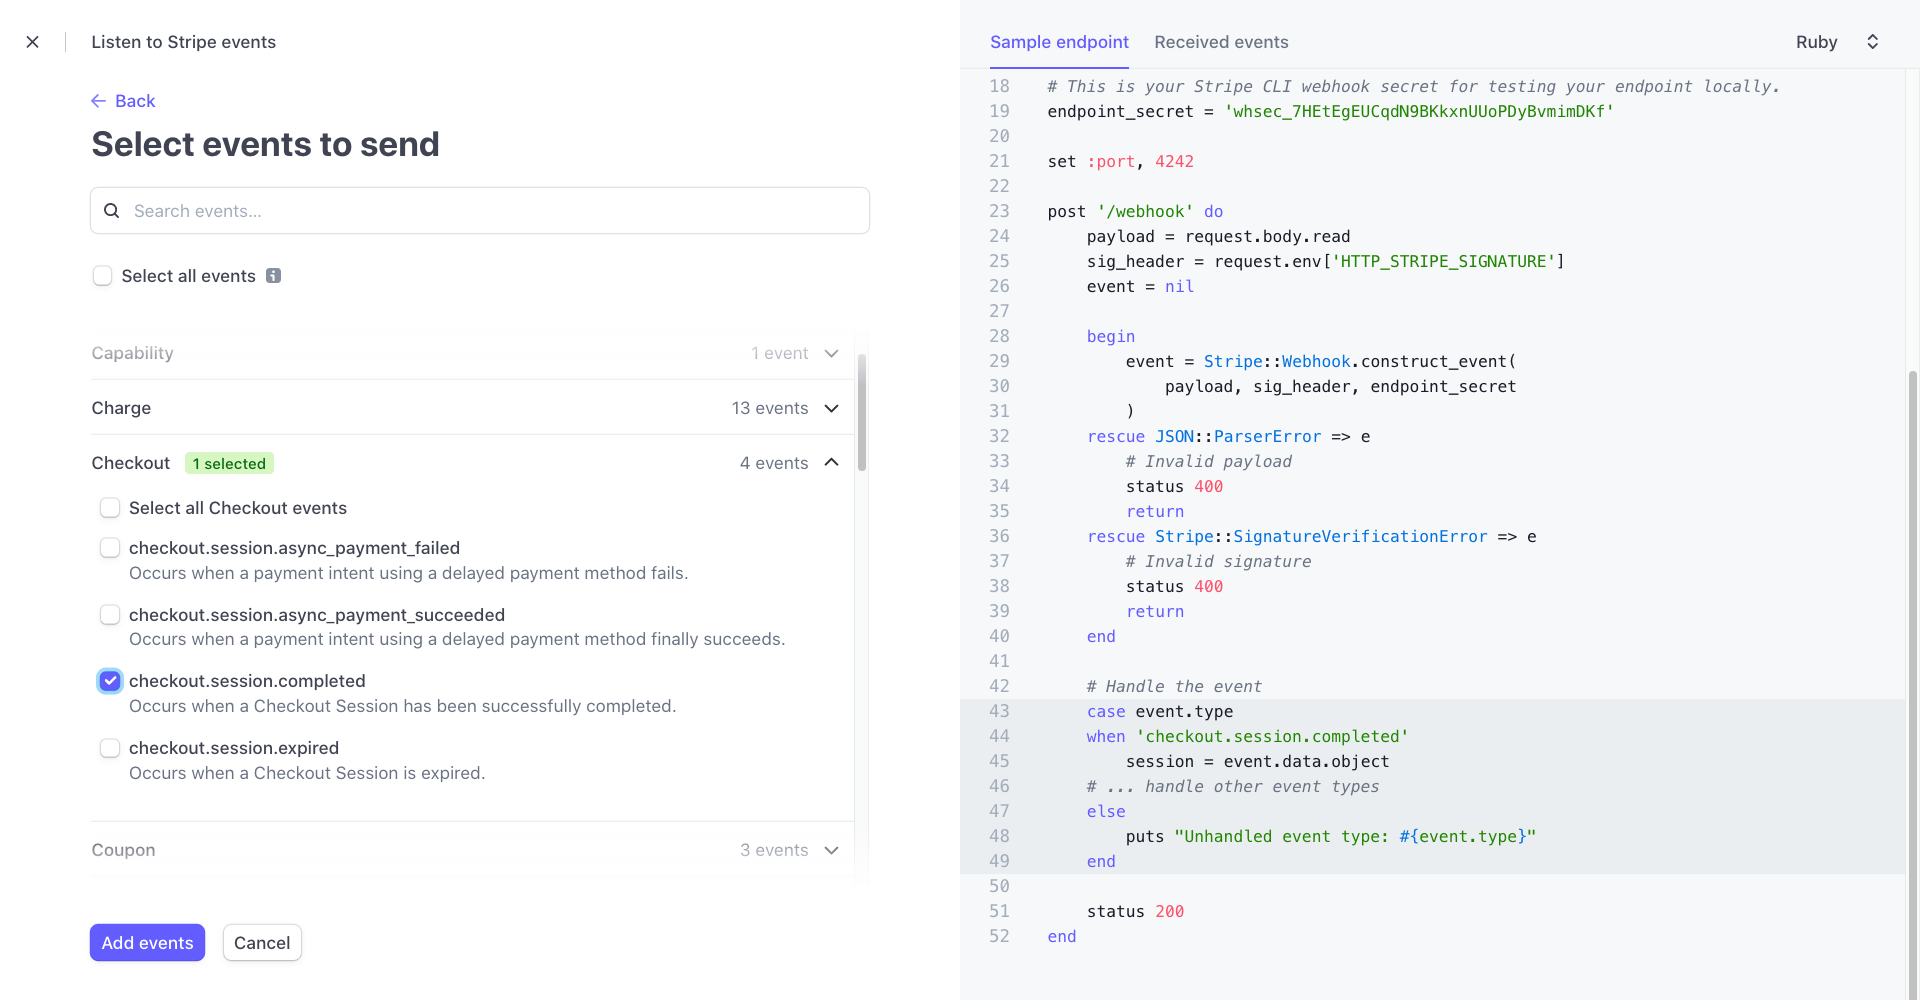 Listen to Stripe events
Back
Select events to send
Search events...
Select all events
Capability 1 event
Charge 13 events
Checkout 1 selected 4 events
Select all Checkout events
checkout.session.async_payment_failed
Occurs when a payment intent using a delayed payment method fails.
checkout.session.async_payment_succeeded
Occurs when a payment intent using a delayed payment method finally succeeds.
checkout.session.completed
Occurs when a Checkout Session has been successfully completed.
checkout.session.expired
Occurs when a Checkout Session is expired.
Coupon 3 events
Add events Cancel
Sample endpoint Received events Ruby
18 # This is your Stripe CLI webhook secret for testing your endpoint locally.
19 endpoint_secret = 'whsec_7HEtEgEUCqdN9BKkxnUUoPDyBvmimDKf'
20
21 set :port, 4242
22
23 post '/webhook' do
24     payload = request.body.read
25     sig_header = request.env['HTTP_STRIPE_SIGNATURE']
26     event = nil
27
28     begin
29         event = Stripe::Webhook.construct_event(
30             payload, sig_header, endpoint_secret
31         )
32     rescue JSON::ParserError => e
33         # Invalid payload
34         status 400
35         return
36     rescue Stripe::SignatureVerificationError => e
37         # Invalid signature
38         status 400
39         return
40     end
41
42     # Handle the event
43     case event.type
44     when 'checkout.session.completed'
45         session = event.data.object
46     # ... handle other event types
47     else
48         puts "Unhandled event type: #{event.type}"
49     end
50
51     status 200
52 end